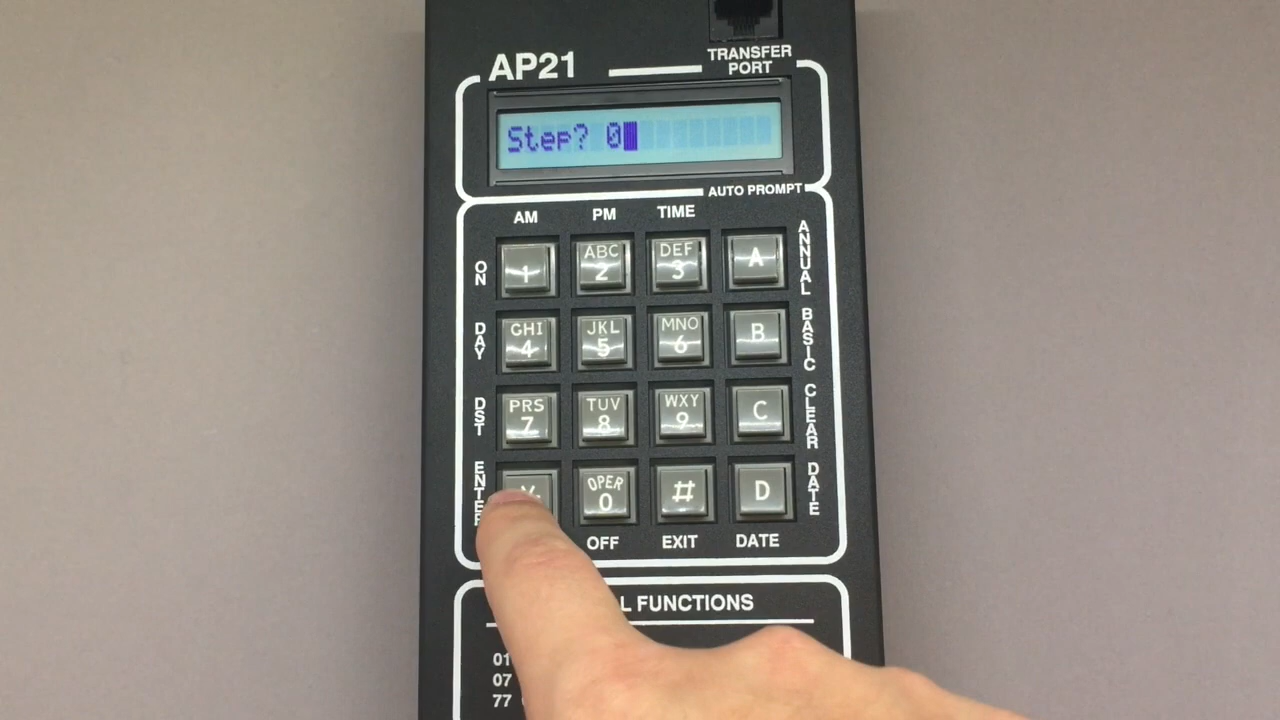 TRANSFER
PORT
AP21
Step? 0
AUTO PROMPT
AM PM TIME
ON
1
ABC
2
DEF
3
A
ANNUAL
DAY
GHI
4
JKL
5
MNO
6
B
BASIC
DST
PRS
7
TUV
8
WXY
9
C
CLEAR
ENTER
OPER
0
#
D
DATE
OFF EXIT DATE
FUNCTIONS
01
07
77